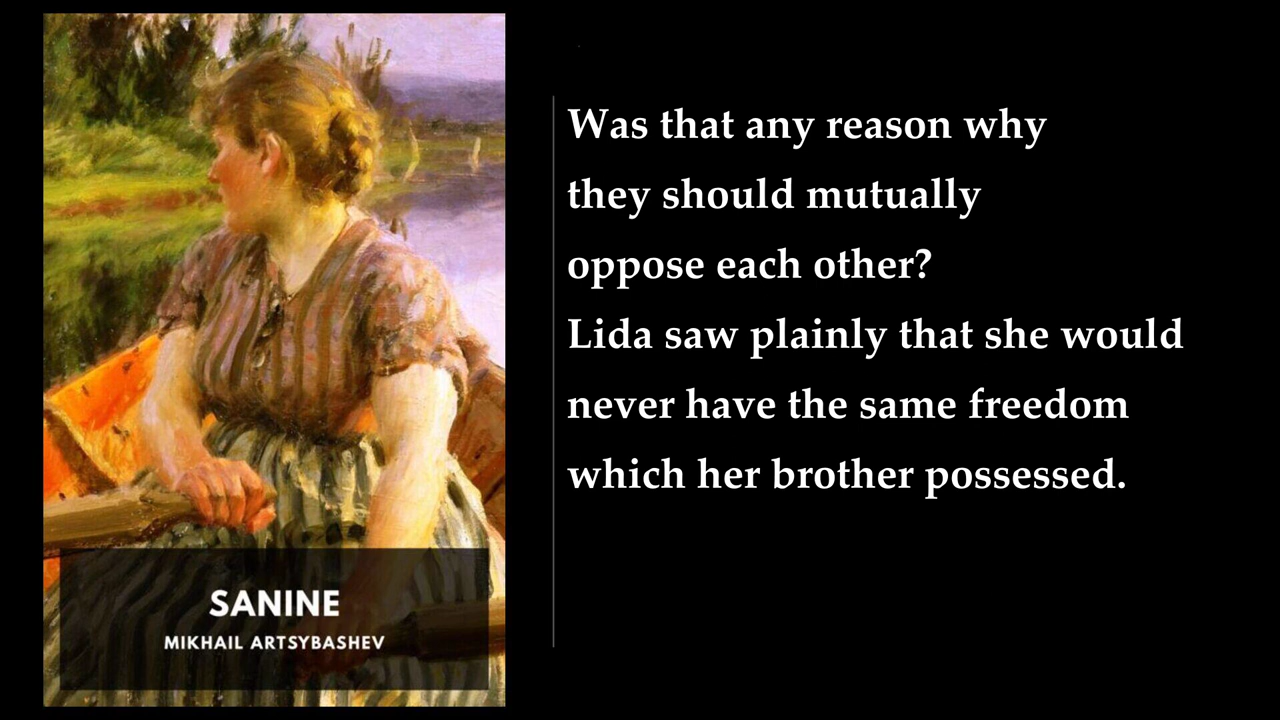 SANINE
MIKHAIL ARTSYBASHEV
Was that any reason why
they should mutually
oppose each other?
Lida saw plainly that she would
never have the same freedom
which her brother possessed.